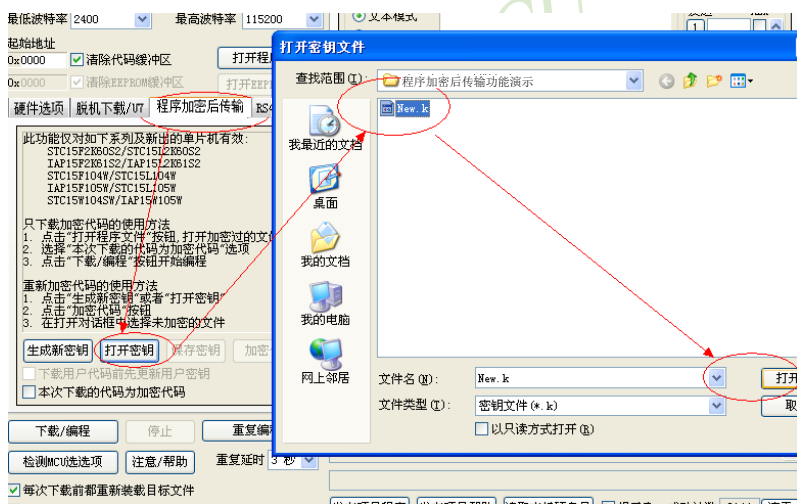 最低波特率 2400 最高波特率 115200 文本模式
起始地址
0x0000 清除代码缓冲区 打开程
0x0000 清除EEPROM缓冲区
硬件选项 脱机下载/U7 程序加密后传输 RS4
此功能仅对如下系列及新出的单片机有效:
STC15F2K60S2/STC15L2K60S2
IAP15F2K61S2/IAP15L2K61S2
STC15F104W/STC15L104W
IAP15F105W/STC15L105W
STC15W104SW/IAP15W105W
只下载加密代码的使用方法
1. 点击"打开程序文件"按钮,打开加密过的文
2. 选择"本次下载的代码为加密代码"选项
3. 点击"下载/编程"按钮开始编程
重新加密代码的使用方法
1. 点击"生成新密钥"或者"打开密钥"
2. 点击"加密代码"按钮
3. 在打开对话框中选择未加密的文件
生成新密钥 打开密钥 保存密钥 加密
下载用户代码前先更新用户密钥
本次下载的代码为加密代码
下载/编程 停止 重复编
检测MCU选选项 注意/帮助 重复延时 3 秒
每次下载前都重新装载目标文件
打开密钥文件
查找范围(I): 程序加密后传输功能演示
New.k
我最近的文档
桌面
我的文档
我的电脑
网上邻居
文件名(N): New.k 打开
文件类型(T): 密钥文件(*.k) 取
以只读方式打开(R)